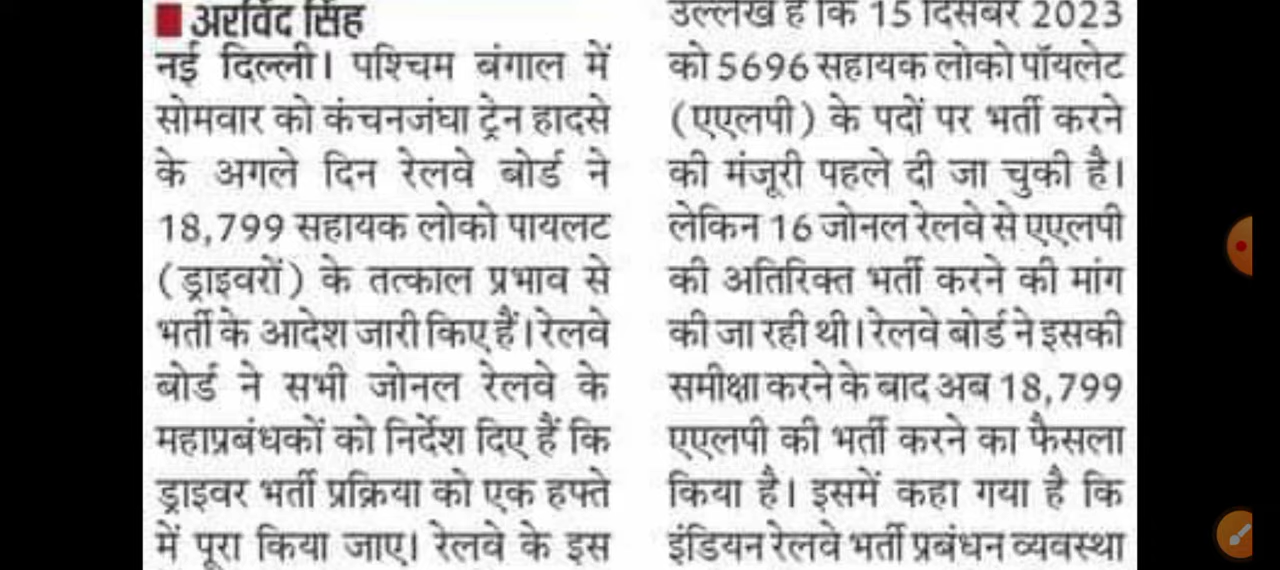 अरविंद सिंह
नई दिल्ली। पश्चिम बंगाल में
सोमवार को कंचनजंघा ट्रेन हादसे
के अगले दिन रेलवे बोर्ड ने
18,799 सहायक लोको पायलट
(ड्राइवरों) के तत्काल प्रभाव से
भर्ती के आदेश जारी किए हैं। रेलवे
बोर्ड ने सभी जोनल रेलवे के
महाप्रबंधकों को निर्देश दिए हैं कि
ड्राइवर भर्ती प्रक्रिया को एक हफ्ते
में पूरा किया जाए। रेलवे के इस
उल्लेख है कि 15 दिसंबर 2023
को 5696 सहायक लोको पॉयलेट
(एएलपी) के पदों पर भर्ती करने
की मंजूरी पहले दी जा चुकी है।
लेकिन 16 जोनल रेलवे से एएलपी
की अतिरिक्त भर्ती करने की मांग
की जा रही थी। रेलवे बोर्ड ने इसकी
समीक्षा करने के बाद अब 18,799
एएलपी की भर्ती करने का फैसला
किया है। इसमें कहा गया है कि
इंडियन रेलवे भर्ती प्रबंधन व्यवस्था